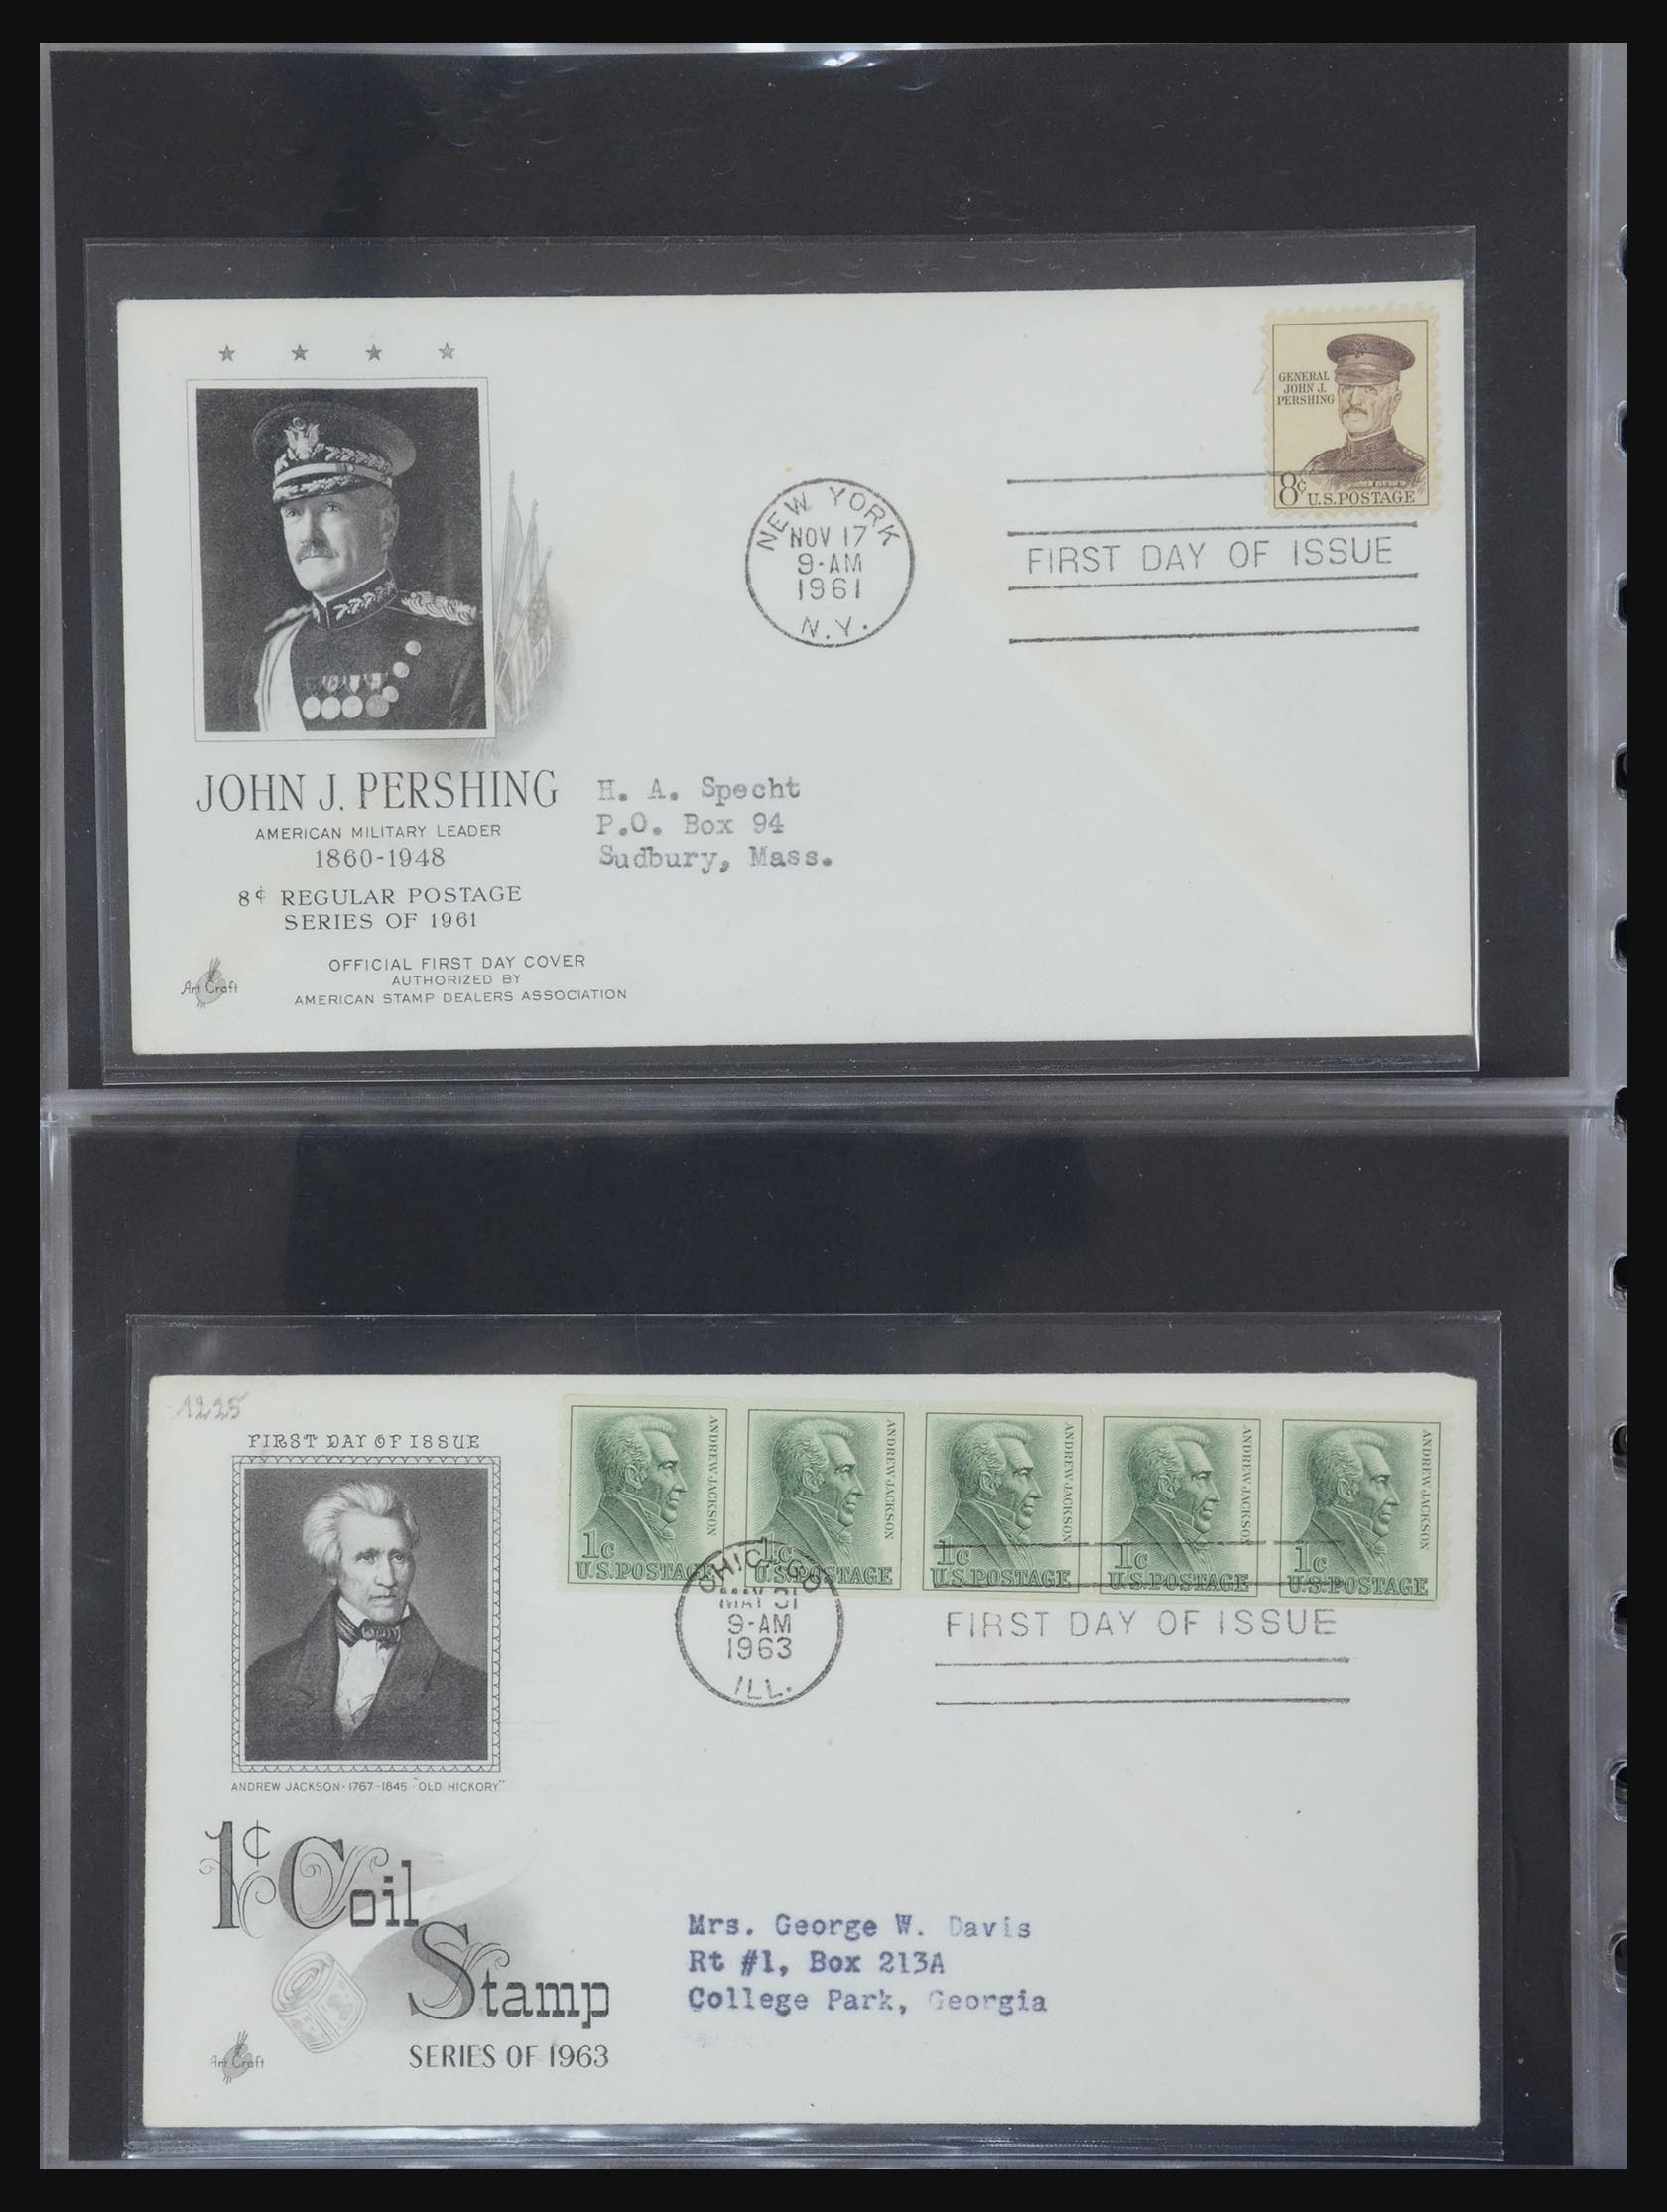 GENERAL
JOHN J.
PERSHING
8¢ U.S.POSTAGE
NEW YORK
NOV 17
9-AM
1961
N.Y.
FIRST DAY OF ISSUE
JOHN J. PERSHING
AMERICAN MILITARY LEADER
1860-1948
8¢ REGULAR POSTAGE
SERIES OF 1961
OFFICIAL FIRST DAY COVER
AUTHORIZED BY
AMERICAN STAMP DEALERS ASSOCIATION
Art Craft
H. A. Specht
P.O. Box 94
Sudbury, Mass.
1225
FIRST DAY OF ISSUE
ANDREW JACKSON·1767-1845 "OLD HICKORY"
1¢ Coil
Stamp
SERIES OF 1963
Art Craft
ANDREW JACKSON
1c
U.S.POSTAGE
ANDREW JACKSON
1c
U.S.POSTAGE
ANDREW JACKSON
1c
U.S.POSTAGE
ANDREW JACKSON
1c
U.S.POSTAGE
ANDREW JACKSON
1c
U.S.POSTAGE
CHICAGO
MAY 31
9-AM
1963
ILL.
FIRST DAY OF ISSUE
Mrs. George W. Davis
Rt #1, Box 213A
College Park, Georgia